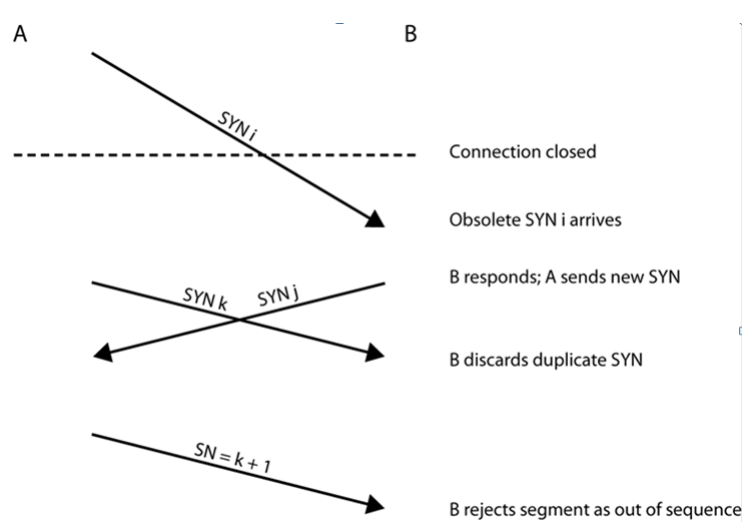 A
B
SYN i
Connection closed
Obsolete SYN i arrives
B responds; A sends new SYN
SYN k
SYN j
B discards duplicate SYN
SN = k + 1
B rejects segment as out of sequence